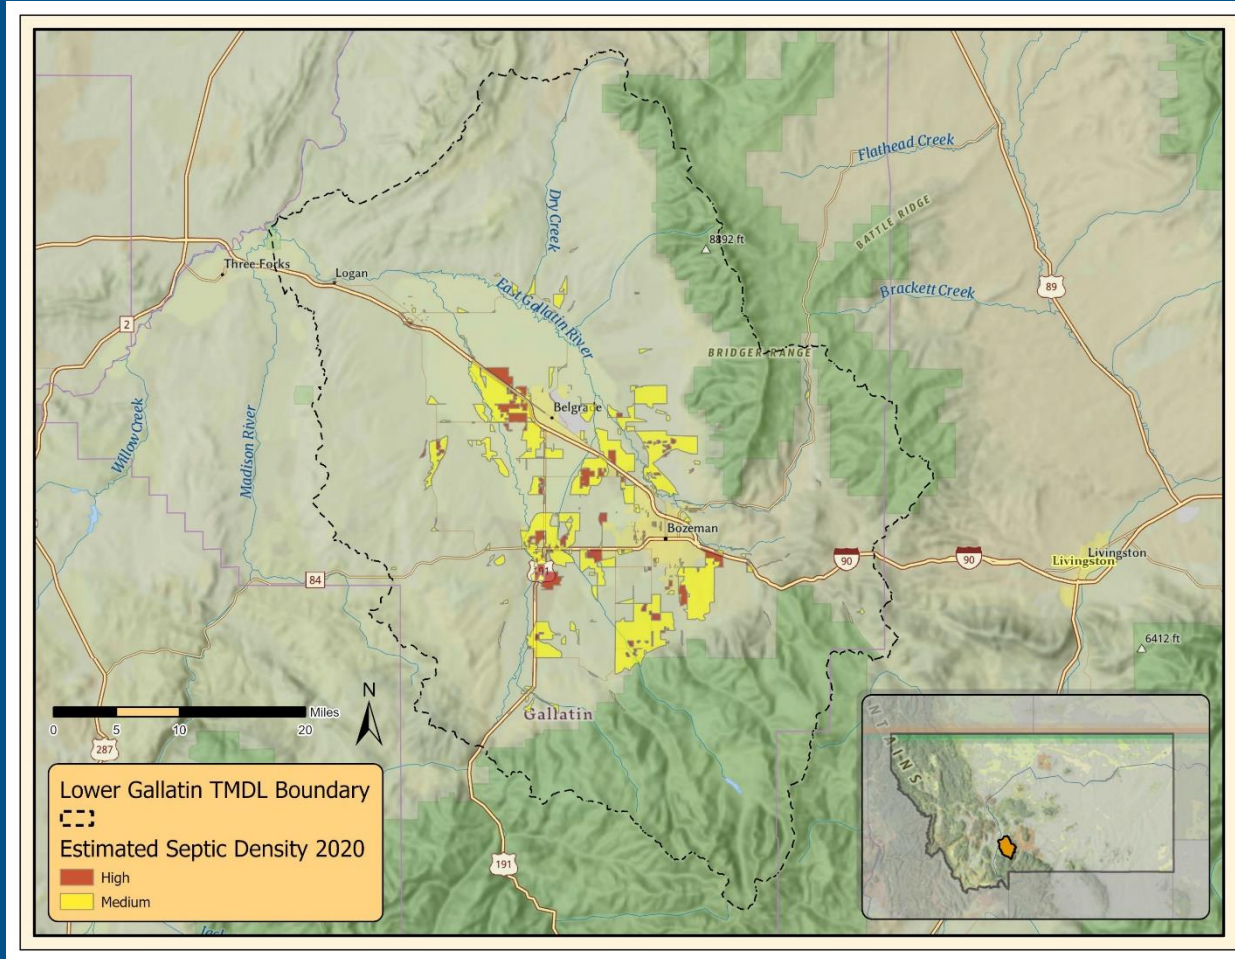 Flathead Creek
BATTLE RIDGE
Dry Creek
8892 ft
Three Forks
Logan
Brackett Creek
89
East Gallatin River
2
BRIDGER RANGE
Belgrade
Willow Creek
Madison River
Bozeman
90
90
Livingston
Livingston
84
6412 ft
N
Gallatin
Miles
0 5 10 20
287
191
Lower Gallatin TMDL Boundary
Estimated Septic Density 2020
High
Medium
NTAINS